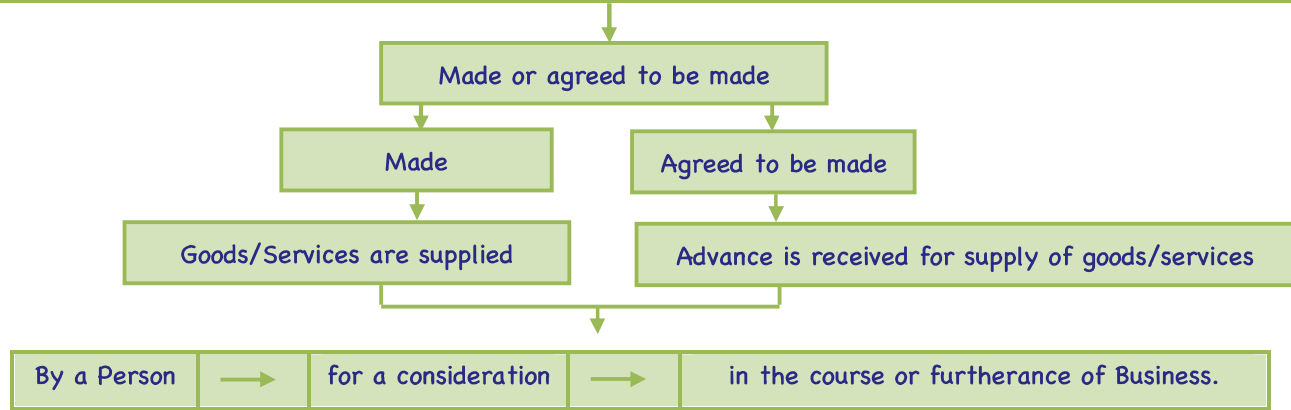 Made or agreed to be made
Made
Agreed to be made
Goods/Services are supplied
Advance is received for supply of goods/services
By a Person
for a consideration
in the course or furtherance of Business.